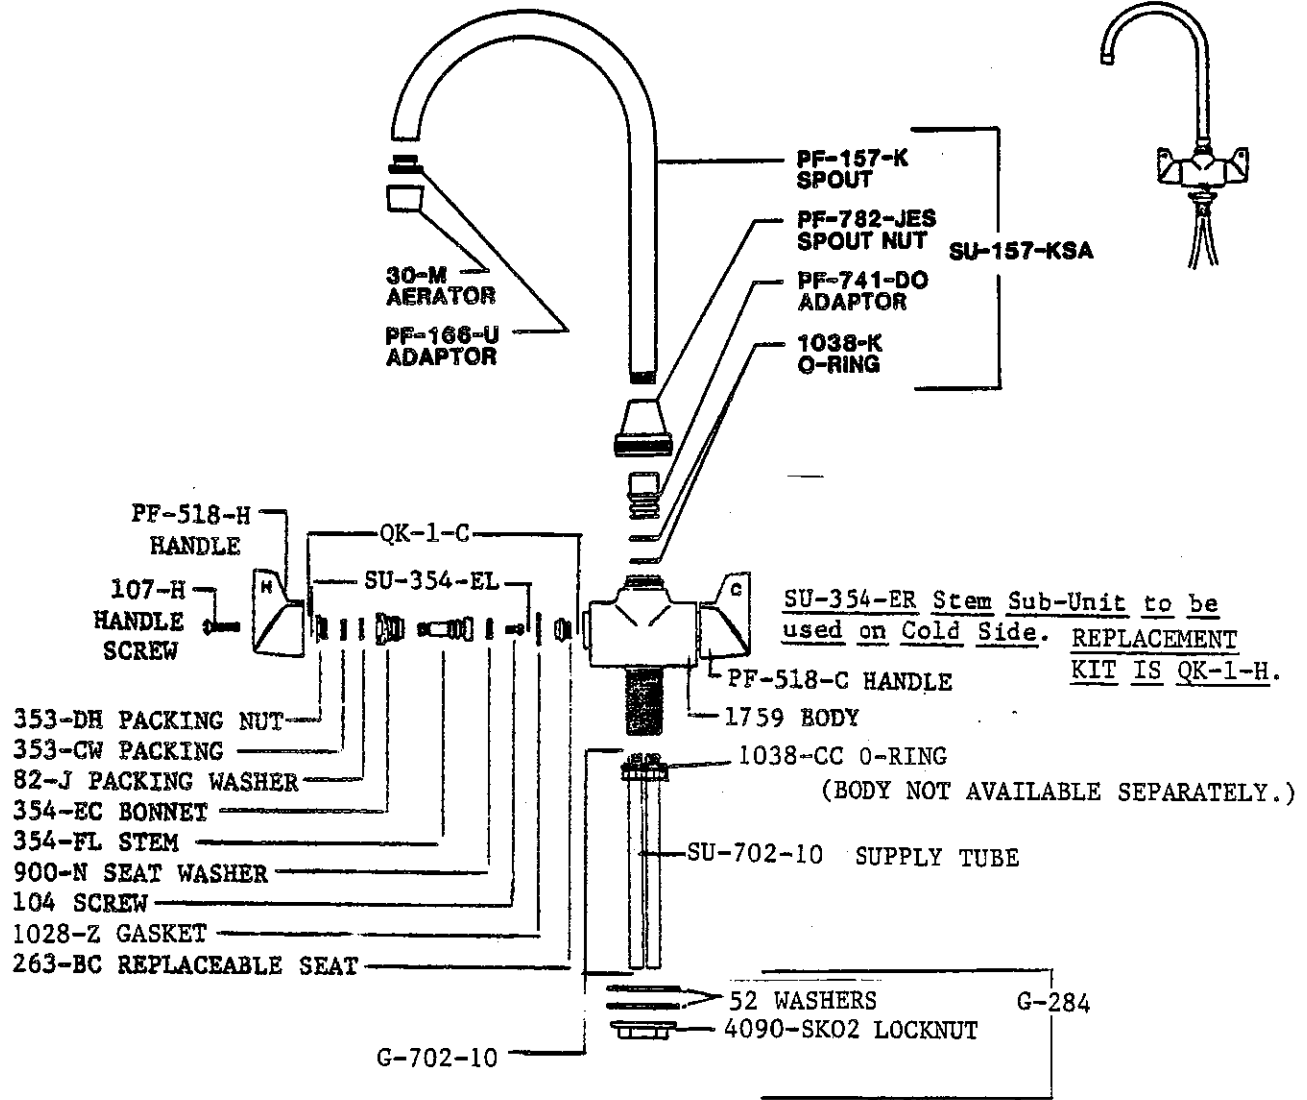 PF-157-K
SPOUT
PF-782-JES
SPOUT NUT
SU-157-KSA
PF-741-DO
ADAPTOR
1038-K
O-RING
30-M
AERATOR
PF-166-U
ADAPTOR
PF-518-H
HANDLE
QK-1-C
SU-354-EL
107-H
HANDLE
SCREW
H
C
SU-354-ER Stem Sub-Unit to be
used on Cold Side. REPLACEMENT
KIT IS QK-1-H.
PF-518-C HANDLE
1759 BODY
1038-CC O-RING
(BODY NOT AVAILABLE SEPARATELY.)
353-DH PACKING NUT
353-CW PACKING
82-J PACKING WASHER
354-EC BONNET
354-FL STEM
900-N SEAT WASHER
104 SCREW
1028-Z GASKET
263-BC REPLACEABLE SEAT
SU-702-10 SUPPLY TUBE
52 WASHERS
G-284
4090-SK02 LOCKNUT
G-702-10